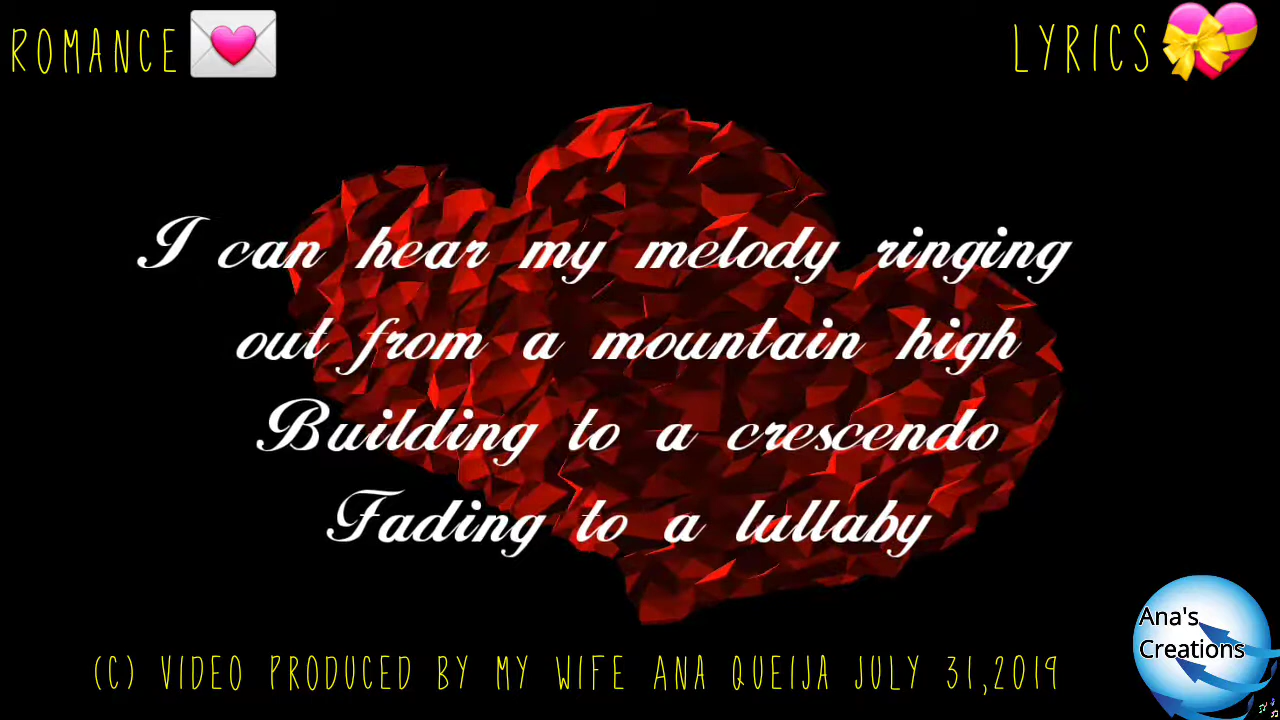 ROMANCE
LYRICS
I can hear my melody ringing
out from a mountain high
Building to a crescendo
Fading to a lullaby
Ana's
Creations
(C) VIDEO PRODUCED BY MY WIFE ANA QUEIJA JULY 31,2019